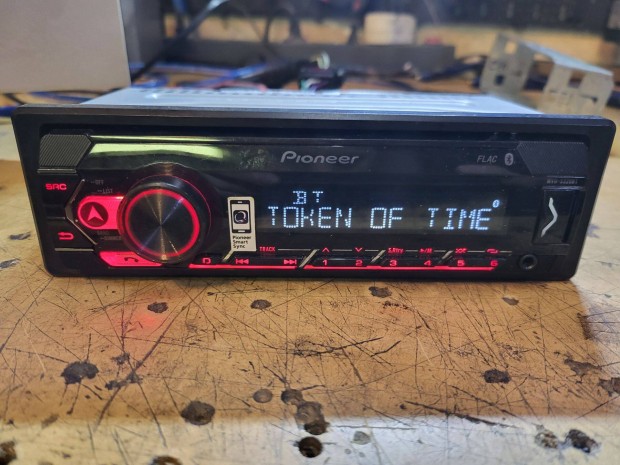 Pioneer
FLAC
SRC
BT
TOKEN OF TIME
Pioneer
Smart
Sync
TRACK
D 1 2 3 4 5 6